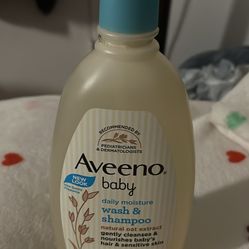 RECOMMENDED BY
PEDIATRICIANS
& DERMATOLOGISTS
Aveeno®
NEW
LOOK
baby
daily moisture
wash &
shampoo
natural oat extract
gently cleanses &
nourishes baby's
hair & sensitive skin